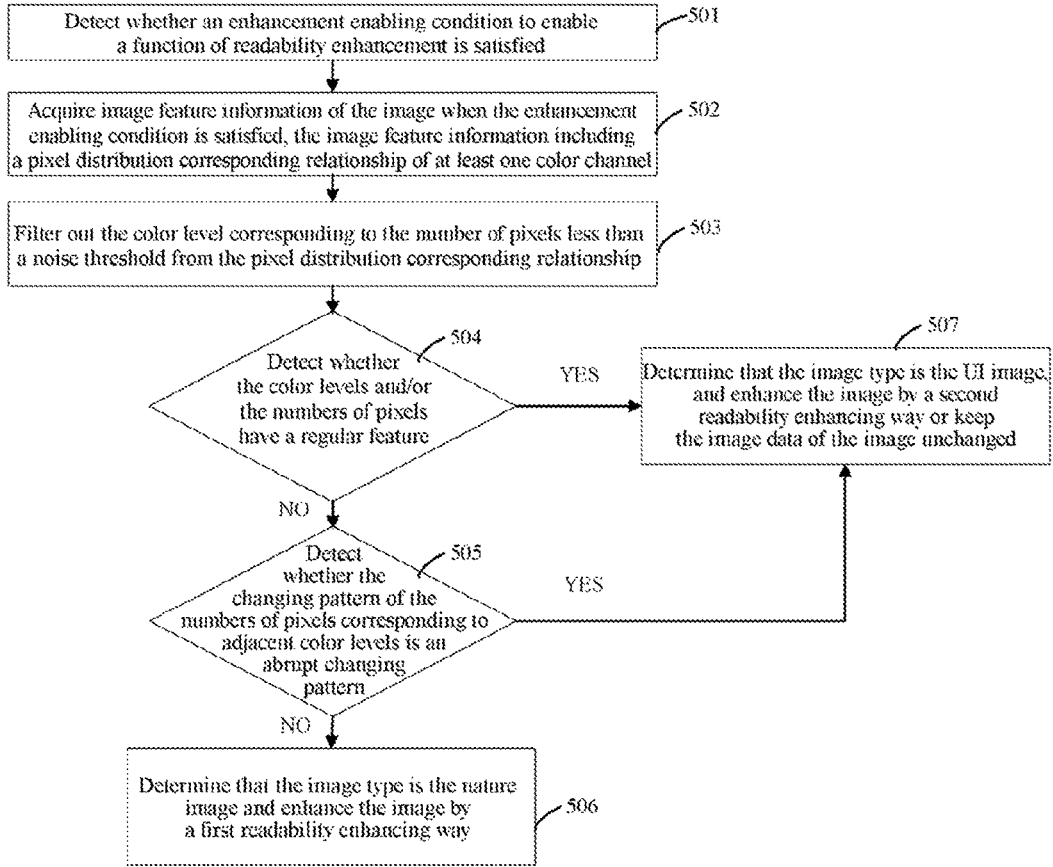 Detect whether an enhancement enabling condition to enable
a function of readability enhancement is satisfied
501
Acquire image feature information of the image when the enhancement
enabling condition is satisfied, the image feature information including
a pixel distribution corresponding relationship of at least one color channel
502
Filter out the color level corresponding to the number of pixels less than
a noise threshold from the pixel distribution corresponding relationship
503
504
Detect whether
the color levels and/or
the numbers of pixels
have a regular feature
YES
NO
507
Determine that the image type is the UI image,
and enhance the image by a second
readability enhancing way or keep
the image data of the image unchanged
505
Detect
whether the
changing pattern of the
numbers of pixels corresponding to
adjacent color levels is an
abrupt changing
pattern
YES
NO
Determine that the image type is the nature
image and enhance the image by
a first readability enhancing way
506